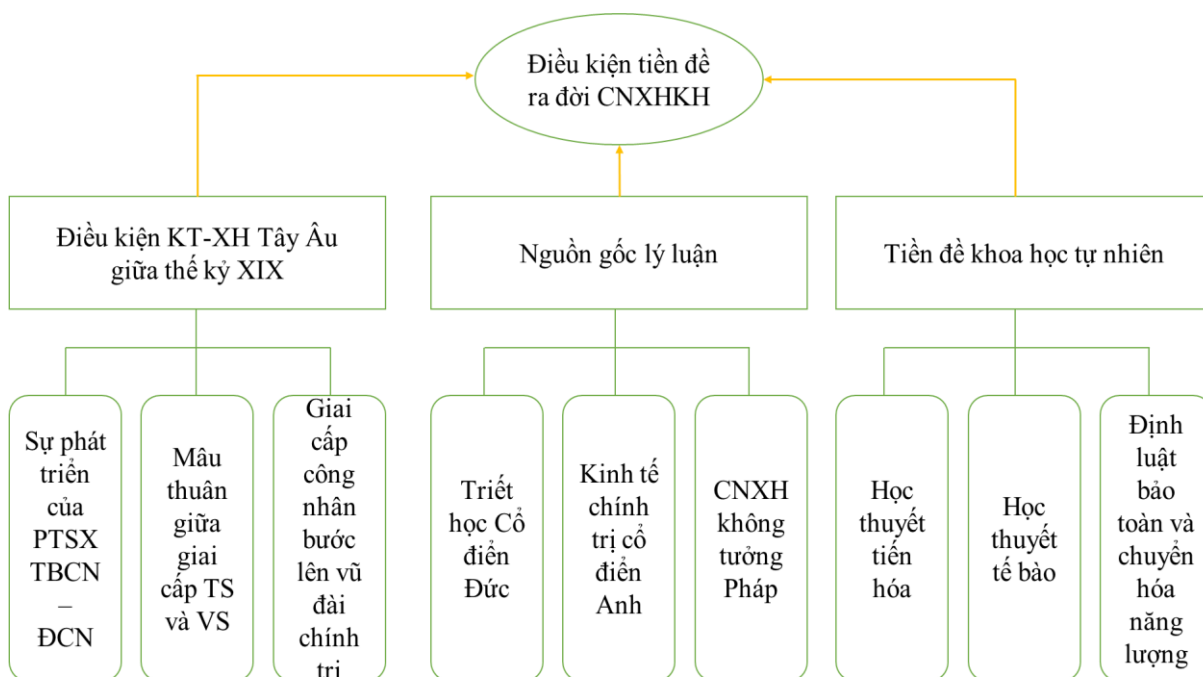 Điều kiện tiền đề
ra đời CNXHKH
Điều kiện KT-XH Tây Âu
giữa thế kỷ XIX
Nguồn gốc lý luận
Tiền đề khoa học tự nhiên
Sự phát
triển
của
PTSX
TBCN
–
ĐCN
Mâu
thuân
giữa
giai
cấp TS
và VS
Giai
cấp
công
nhân
bước
lên vũ
đài
chính
trị
Triết
học Cổ
điển
Đức
Kinh tế
chính
trị cổ
điển
Anh
CNXH
không
tưởng
Pháp
Học
thuyết
tiến
hóa
Học
thuyết
tế bào
Định
luật
bảo
toàn và
chuyển
hóa
năng
lượng